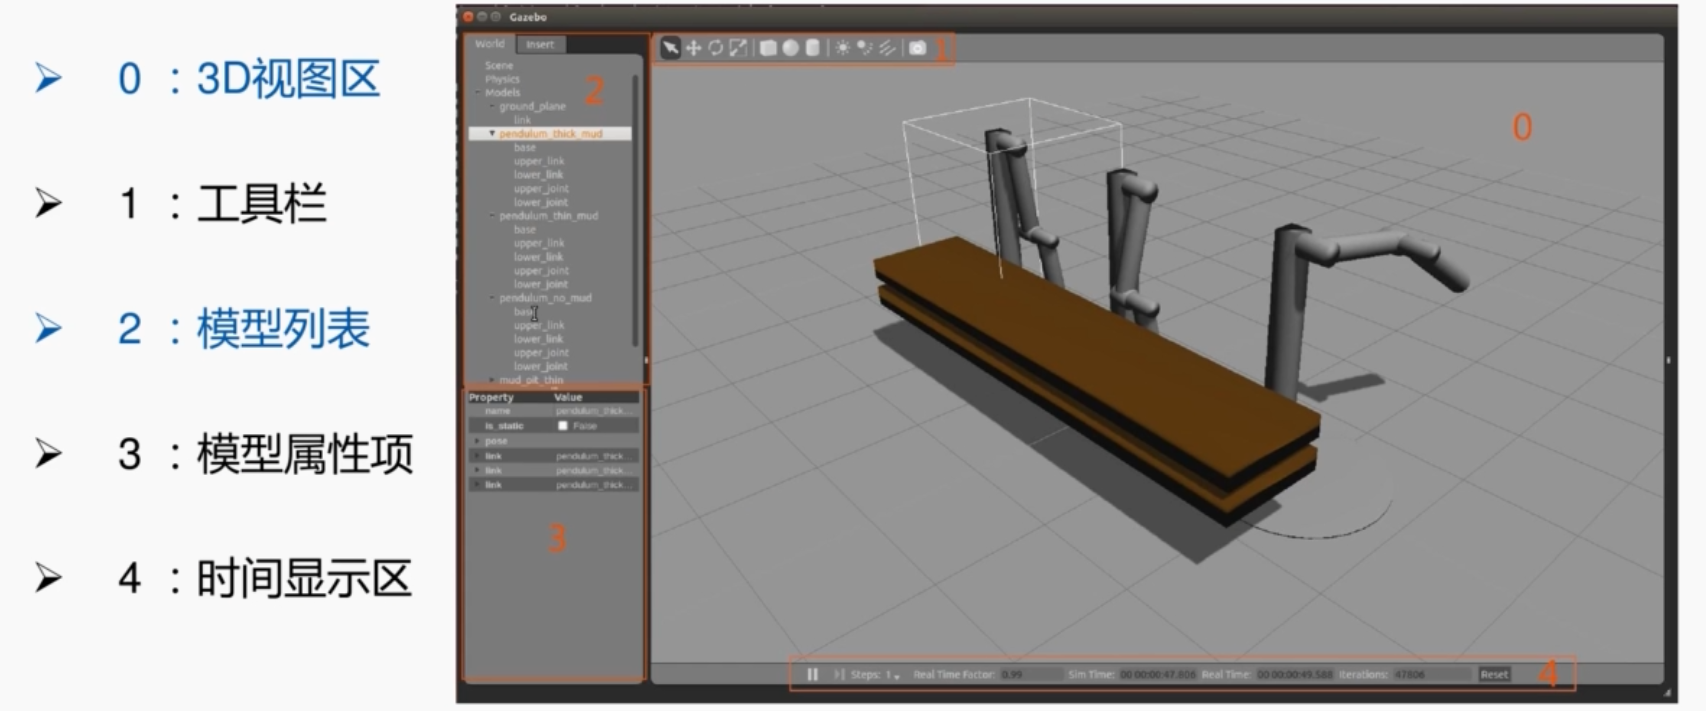 0 ：3D视图区
1 ：工具栏
2 ：模型列表
3 ：模型属性项
4 ：时间显示区
Gazebo
World Insert
1
2
0
Scene
Physics
Models
ground_plane
link
pendulum_thick_mud
base
upper_link
lower_link
upper_joint
lower_joint
pendulum_thin_mud
base
upper_link
lower_link
upper_joint
lower_joint
pendulum_no_mud
base
upper_link
lower_link
upper_joint
lower_joint
mud_pit_thin
Property Value
name pendulum_thick...
is_static False
pose
link pendulum_thick...
link pendulum_thick...
link pendulum_thick...
3
Steps: 1 Real Time Factor: 0.99 Sim Time: 00 00:00:47.806 Real Time: 00 00:00:49.588 Iterations: 47806 Reset
4